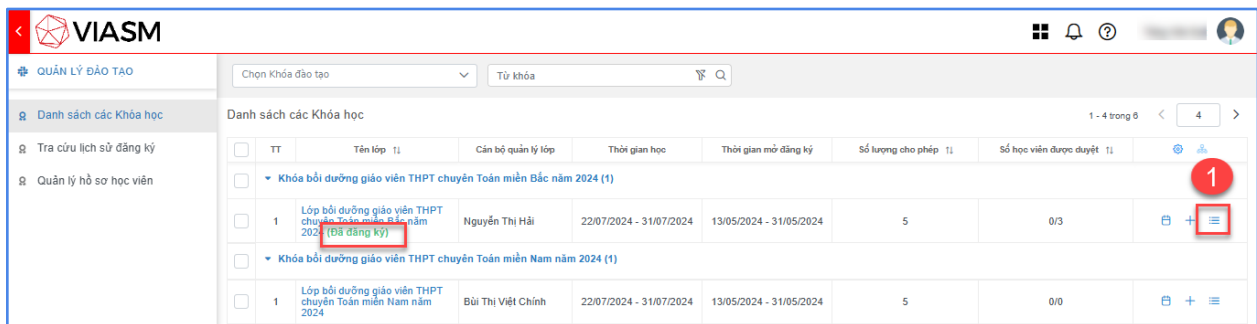 VIASM
QUẢN LÝ ĐÀO TẠO
Chọn Khóa đào tạo
Từ khóa
Danh sách các Khóa học
Danh sách các Khóa học
1 - 4 trong 6
4
Tra cứu lịch sử đăng ký
Quản lý hồ sơ học viên
TT
Tên lớp
Cán bộ quản lý lớp
Thời gian học
Thời gian mở đăng ký
Số lượng cho phép
Số học viên được duyệt
1
Khóa bồi dưỡng giáo viên THPT chuyên Toán miền Bắc năm 2024 (1)
1
Lớp bồi dưỡng giáo viên THPT
chuyên Toán miền Bắc năm
2024 (Đã đăng ký)
Nguyễn Thị Hải
22/07/2024 - 31/07/2024
13/05/2024 - 31/05/2024
5
0/3
Khóa bồi dưỡng giáo viên THPT chuyên Toán miền Nam năm 2024 (1)
1
Lớp bồi dưỡng giáo viên THPT
chuyên Toán miền Nam năm
2024
Bùi Thị Việt Chính
22/07/2024 - 31/07/2024
13/05/2024 - 31/05/2024
5
0/0